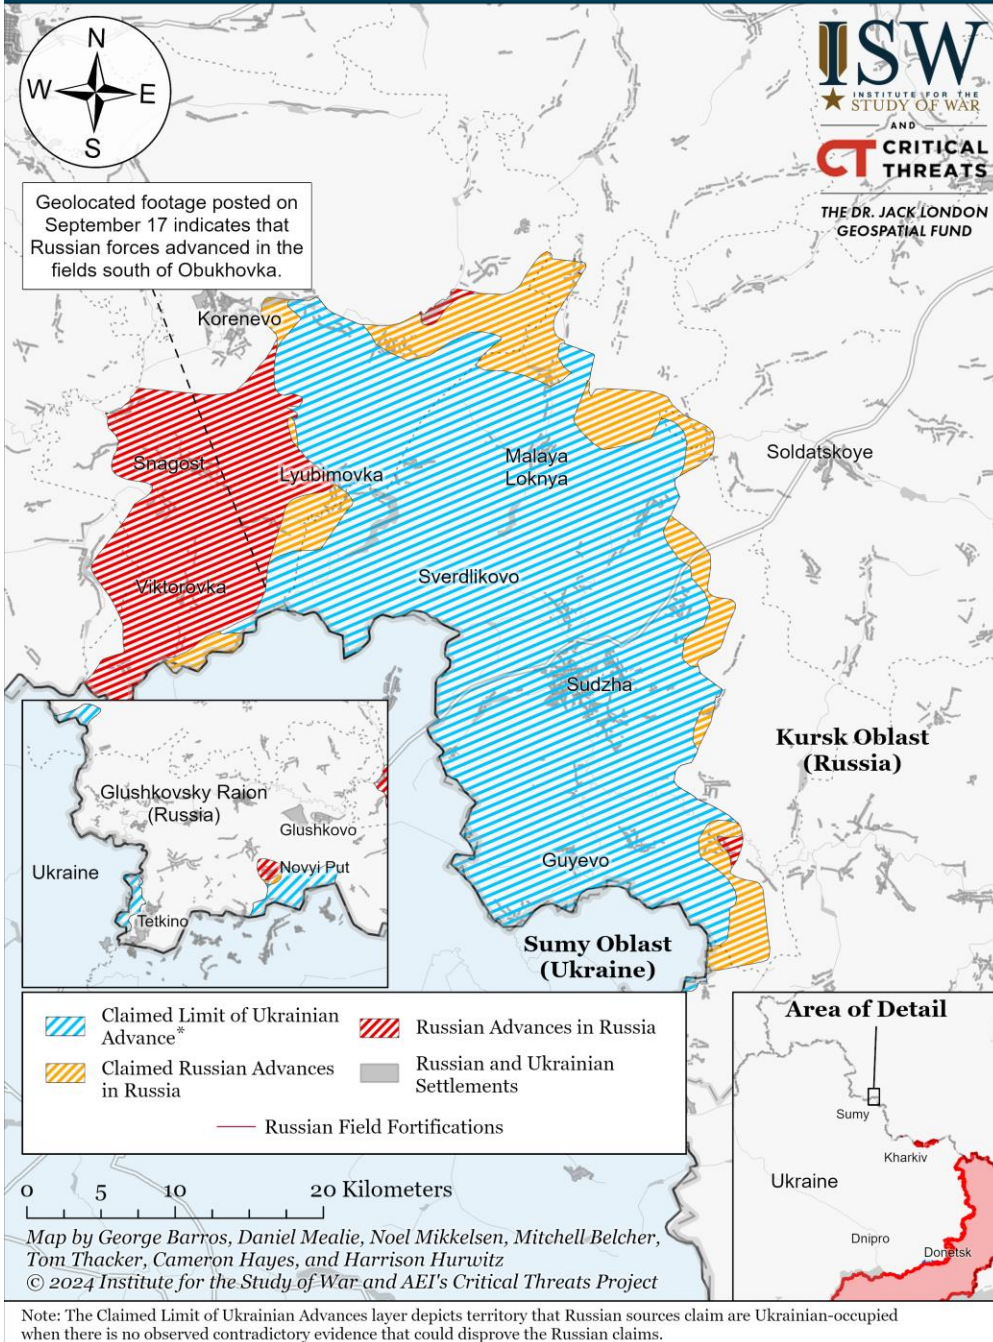 N
W
E
S
ISW
INSTITUTE FOR THE
STUDY OF WAR
AND
CT CRITICAL
THREATS
THE DR. JACK LONDON
GEOSPATIAL FUND
Geolocated footage posted on
September 17 indicates that
Russian forces advanced in the
fields south of Obukhovka.
Korenevo
Snagost
Lyubimovka
Malaya
Loknya
Soldatskoye
Viktorovka
Sverdlikovo
Sudzha
Kursk Oblast
(Russia)
Guyevo
Sumy Oblast
(Ukraine)
Glushkovsky Raion
(Russia)
Glushkovo
Ukraine
Novyi Put
Tetkino
Claimed Limit of Ukrainian
Advance*
Russian Advances in Russia
Claimed Russian Advances
in Russia
Russian and Ukrainian
Settlements
Russian Field Fortifications
Area of Detail
Sumy
Kharkiv
Ukraine
Dnipro
Donetsk
0 5 10 20 Kilometers
Map by George Barros, Daniel Mealie, Noel Mikkelsen, Mitchell Belcher,
Tom Thacker, Cameron Hayes, and Harrison Hurwitz
© 2024 Institute for the Study of War and AEI's Critical Threats Project
Note: The Claimed Limit of Ukrainian Advances layer depicts territory that Russian sources claim are Ukrainian-occupied
when there is no observed contradictory evidence that could disprove the Russian claims.